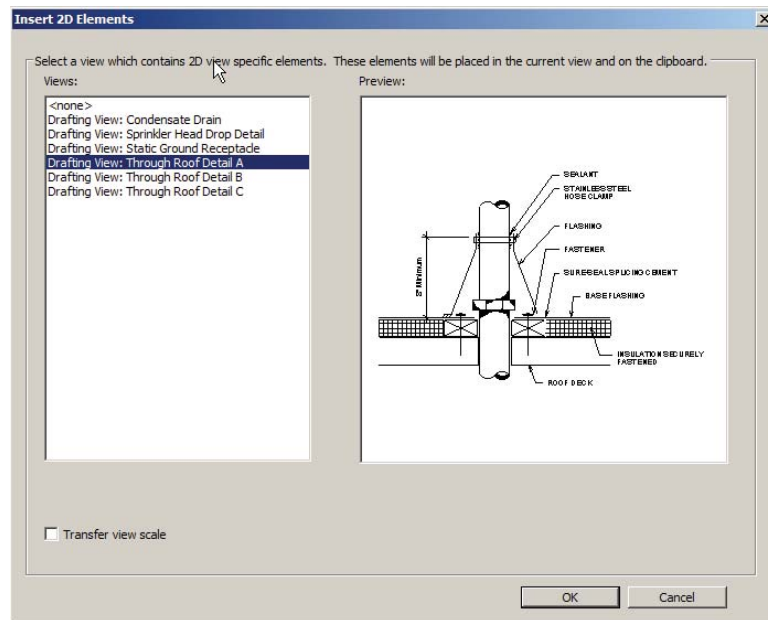 Insert 2D Elements
Select a view which contains 2D view specific elements. These elements will be placed in the current view and on the clipboard.
Views:
<none>
Drafting View: Condensate Drain
Drafting View: Sprinkler Head Drop Detail
Drafting View: Static Ground Receptacle
Drafting View: Through Roof Detail A
Drafting View: Through Roof Detail B
Drafting View: Through Roof Detail C
Preview:
SEALANT
STAINLESS STEEL
HOSE CLAMP
FLASHING
FASTENER
SURE-SEAL SPLICING CEMENT
BASE FLASHING
INSULATION SECURELY
FASTENED
ROOF DECK
Minimum
Transfer view scale
OK
Cancel